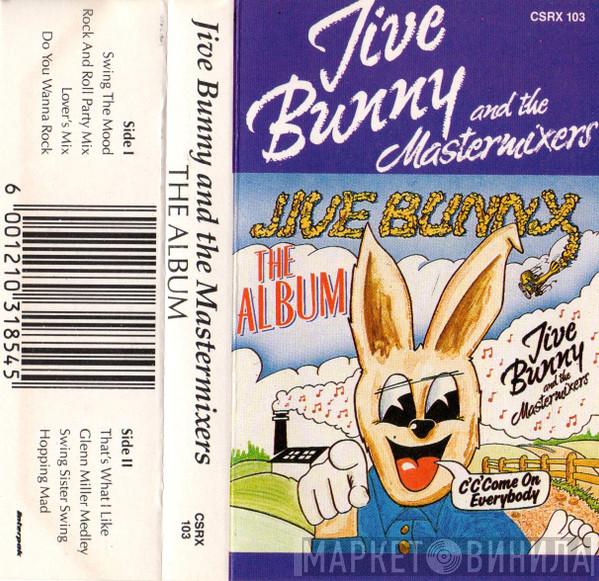 Side I
Swing The Mood
Rock And Roll Party Mix
Lover's Mix
Do You Wanna Rock
6 001210 318545
Side II
That's What I Like
Glenn Miller Medley
Swing Sister Swing
Hopping Mad
interpak
Jive Bunny and the Mastermixers
THE ALBUM
CSRX
103
CSRX 103
Jive
Bunny
and the
Mastermixers
JIVE BUNNY
THE
ALBUM
Jive
Bunny
and the
Mastermixers
C'C'Come On
Everybody
МАРКЕТ ВИНИЛА